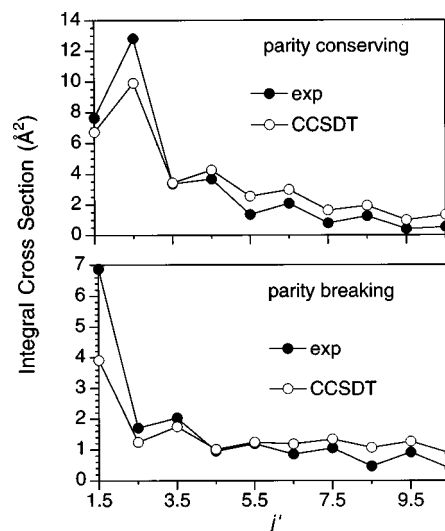 14
12
10
8
6
4
2
0
parity conserving
exp
CCSDT
Integral Cross Section (Å²)
7
6
5
4
3
2
1
0
parity breaking
exp
CCSDT
1.5 3.5 5.5 7.5 9.5
j'